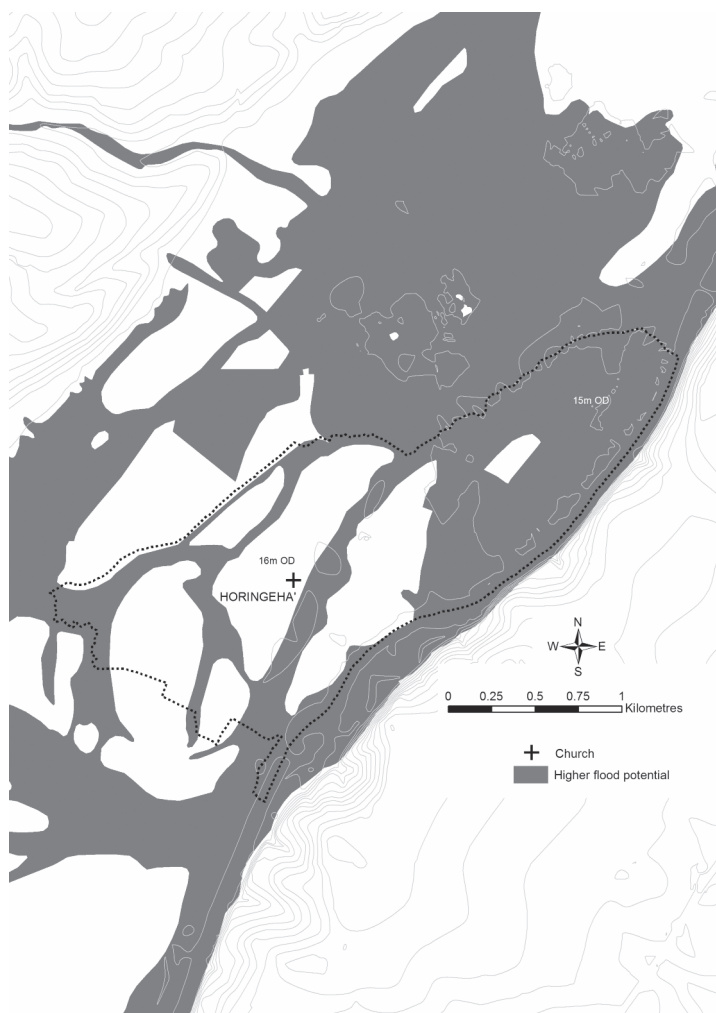 15m OD
16m OD
HORINGEHA'
N
W E
S
0 0.25 0.5 0.75 1
Kilometres
Church
Higher flood potential